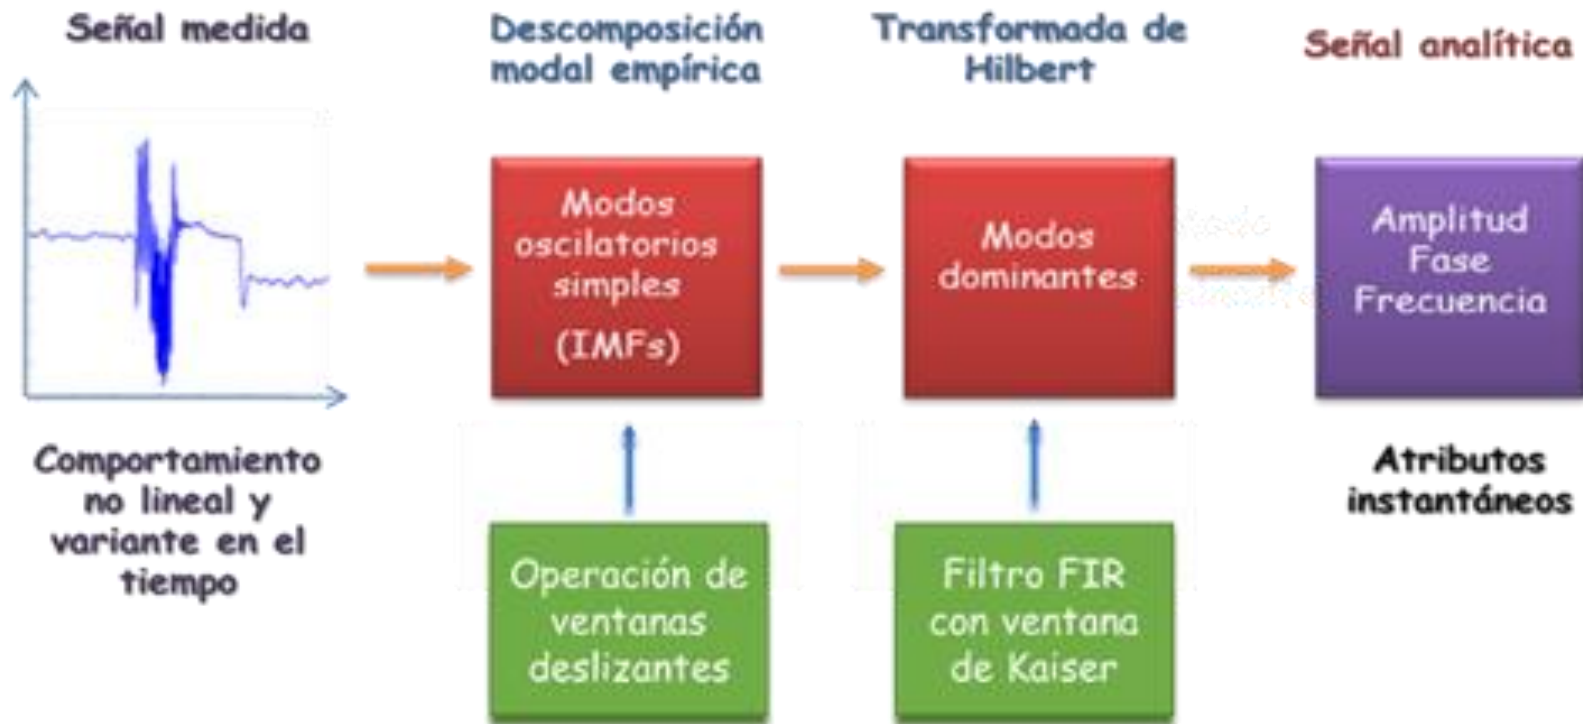 Señal medida
Descomposición
modal empírica
Transformada de
Hilbert
Señal analítica
Modos
oscilatorios
simples
(IMFs)
Modos
dominantes
Amplitud
Fase
Frecuencia
Comportamiento
no lineal y
variante en el
tiempo
Operación de
ventanas
deslizantes
Filtro FIR
con ventana
de Kaiser
Atributos
instantáneos